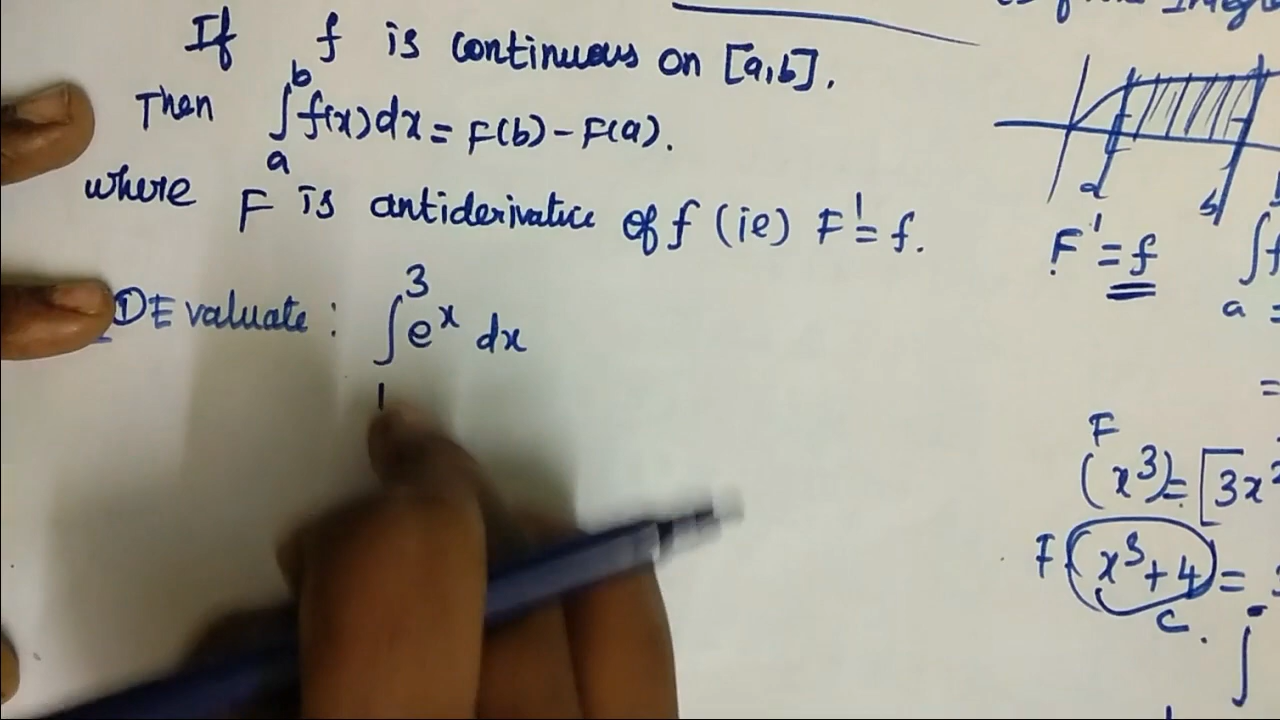 If f is continuous on [a,b].
Then ∫ₐᵇ f(x)dx = F(b) - F(a).
where F is antiderivative of f (ie) F' = f.
① Evaluate : ∫₁³ eˣ dx
a b
F' = f
a =
=
F
(x³) = [3x²
F (x³+4) =
C.
∫